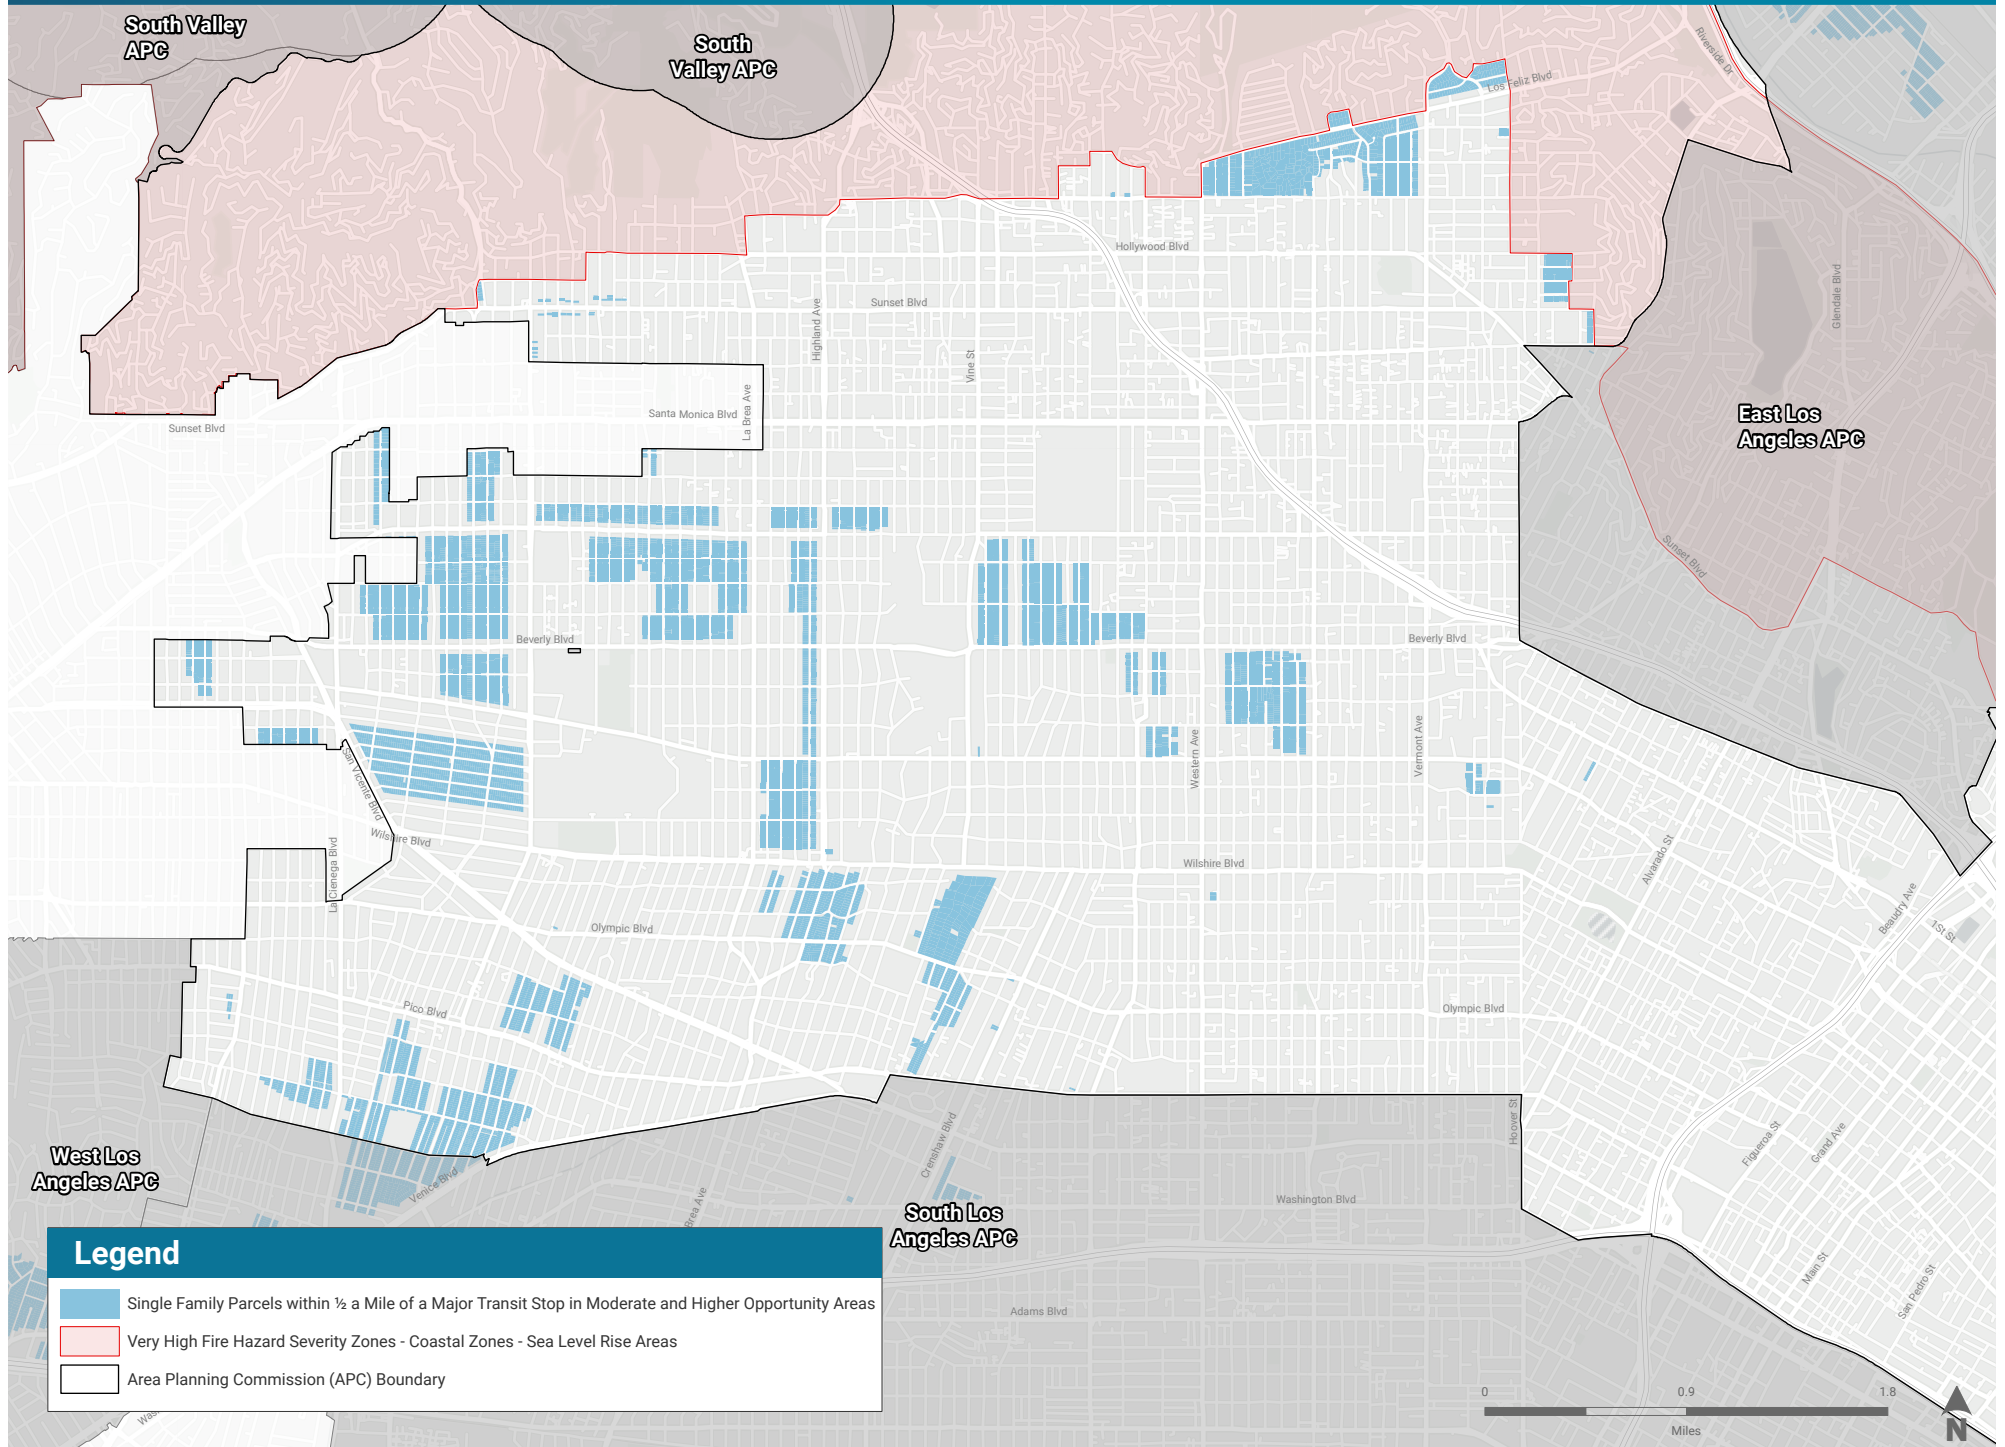 South Valley
APC
South
Valley APC
Riverside Dr
Los Feliz Blvd
Hollywood Blvd
Glendale Blvd
Sunset Blvd
Highland Ave
Vine St
La Brea Ave
Santa Monica Blvd
Sunset Blvd
East Los
Angeles APC
Sunset Blvd
Beverly Blvd
Beverly Blvd
San Vicente Blvd
Western Ave
Vermont Ave
Wilshire Blvd
La Cienega Blvd
Wilshire Blvd
Alvarado St
Beaudry Ave
1St St
Olympic Blvd
Pico Blvd
Olympic Blvd
Hoover St
Crenshaw Blvd
Figueroa St
Grand Ave
West Los
Angeles APC
Venice Blvd
Brea Ave
Washington Blvd
South Los
Angeles APC
Main St
San Pedro St
Adams Blvd
Legend
Single Family Parcels within ½ a Mile of a Major Transit Stop in Moderate and Higher Opportunity Areas
Very High Fire Hazard Severity Zones - Coastal Zones - Sea Level Rise Areas
Area Planning Commission (APC) Boundary
0 0.9 1.8
Miles
N